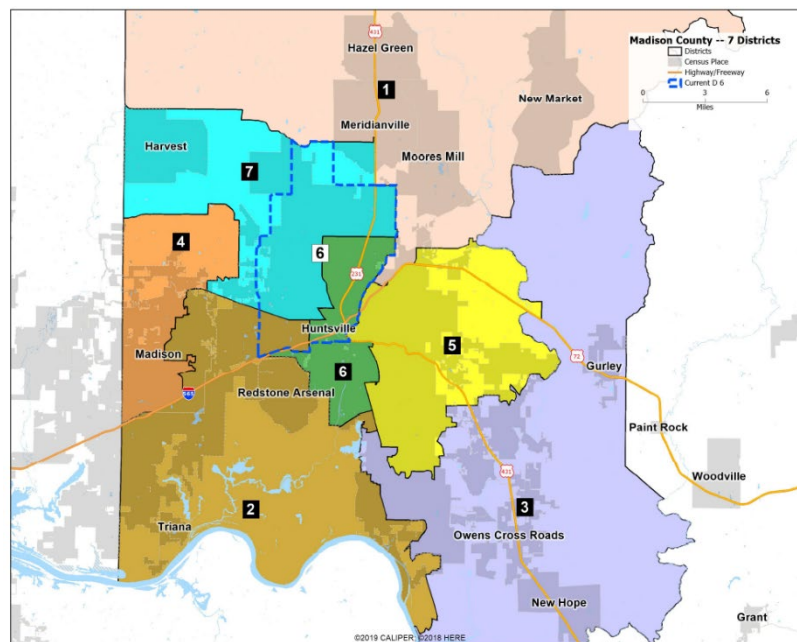 Madison County -- 7 Districts
Districts
Census Place
Highway/Freeway
Current D 6
0 3 6
Miles
431
Hazel Green
1
New Market
Meridianville
Harvest
Moores Mill
7
4
6
231
Huntsville
5
Madison
6
72
Gurley
Redstone Arsenal
565
Paint Rock
Woodville
431
2
3
Triana
Owens Cross Roads
New Hope
Grant
©2019 CALIPER; ©2018 HERE